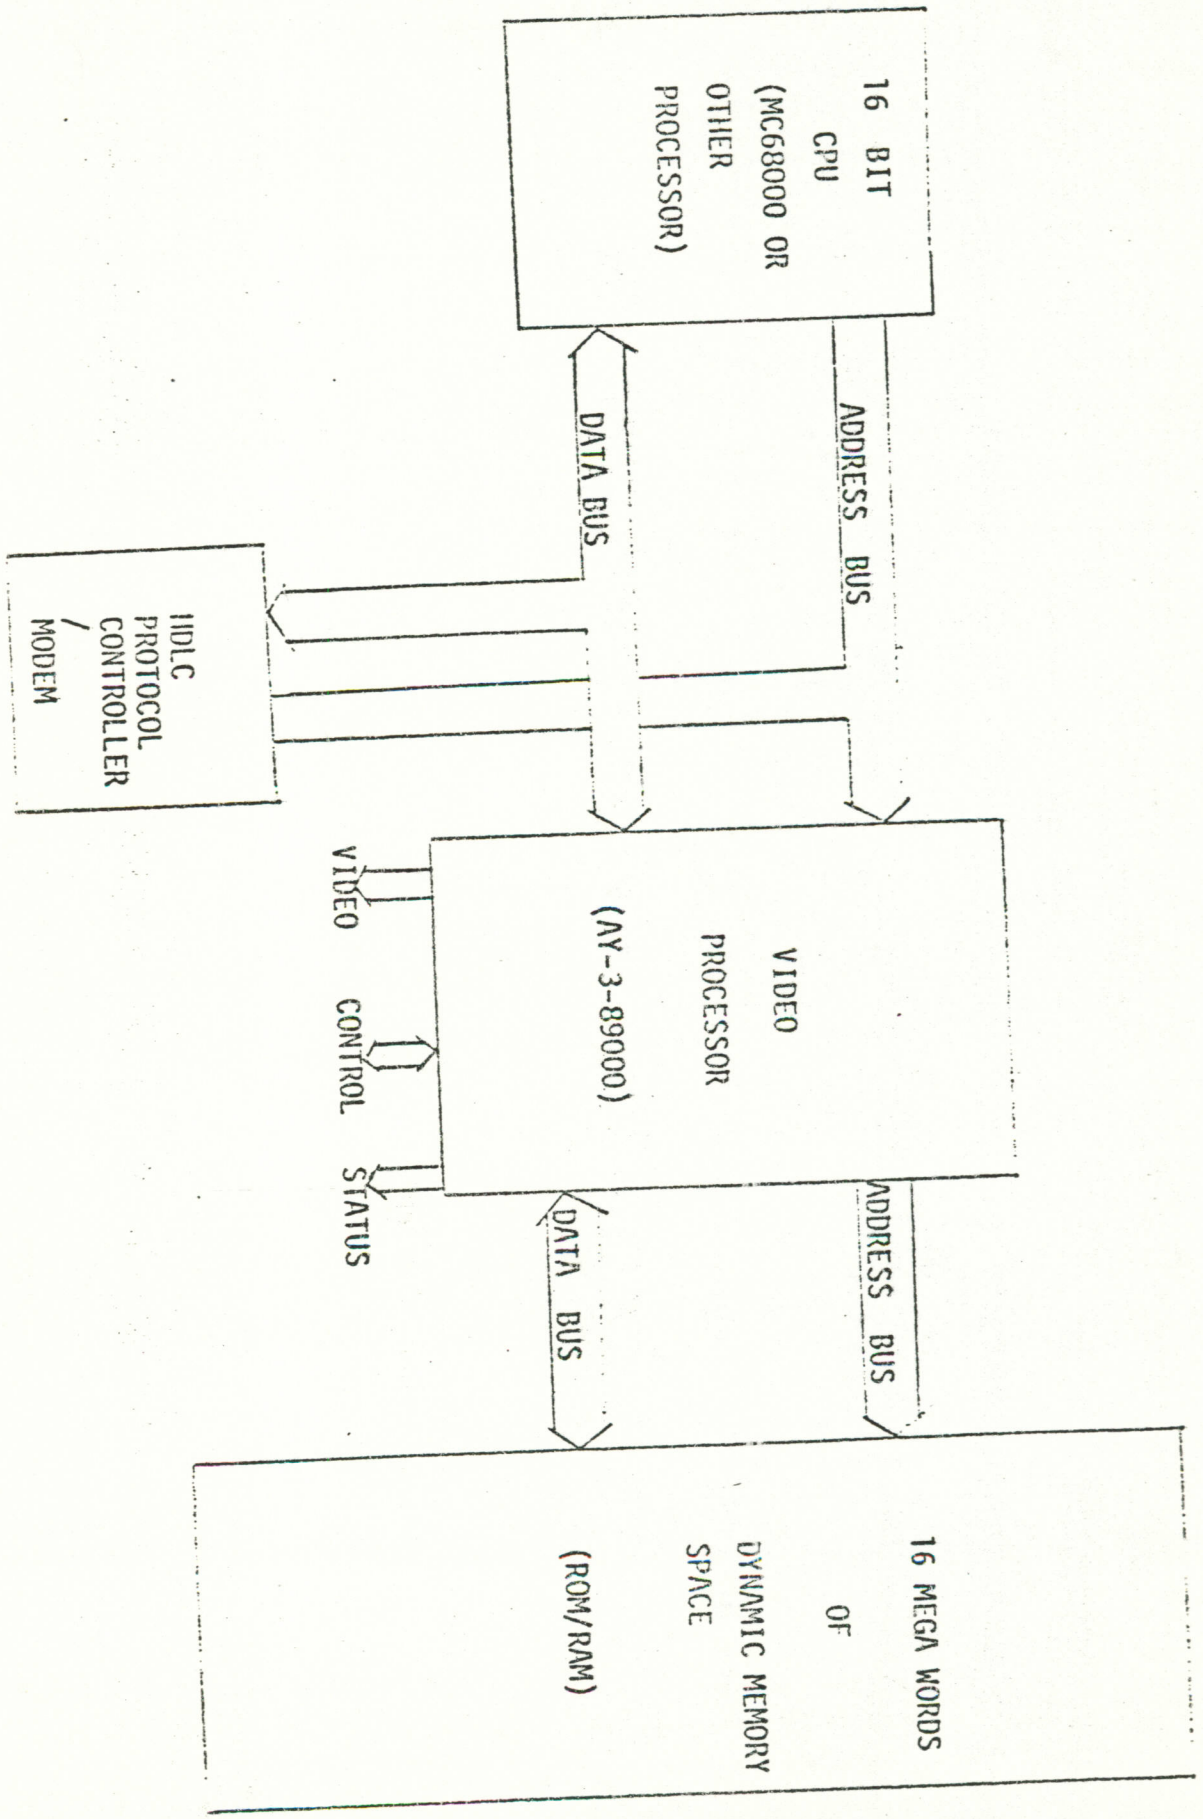 16 BIT
CPU
(MC68000 OR
OTHER
PROCESSOR)
ADDRESS BUS
DATA BUS
HDLC
PROTOCOL
CONTROLLER
/
MODEM
VIDEO
PROCESSOR
(AY-3-89000)
VIDEO
CONTROL
STATUS
ADDRESS BUS
DATA BUS
16 MEGA WORDS
OF
DYNAMIC MEMORY
SPACE
(ROM/RAM)